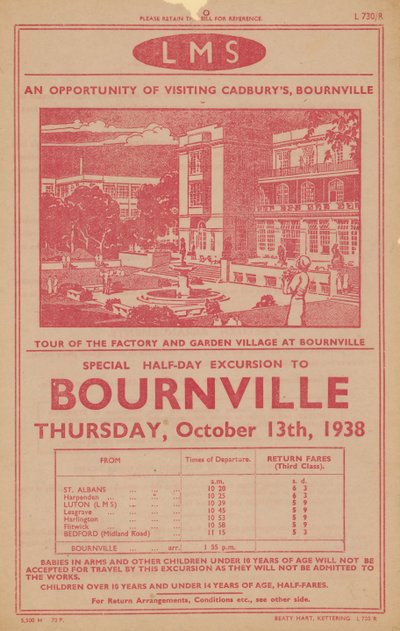 PLEASE RETAIN TH BILL FOR REFERENCE.
L 730/R
LMS
AN OPPORTUNITY OF VISITING CADBURY'S, BOURNVILLE
TOUR OF THE FACTORY AND GARDEN VILLAGE AT BOURNVILLE
SPECIAL HALF-DAY EXCURSION TO
BOURNVILLE
THURSDAY, October 13th, 1938
FROM Times of Departure. RETURN FARES
(Third Class).
a.m. s. d.
ST. ALBANS ... ... ... 10 20 6 3
Harpenden ... ... ... ... 10 25 6 3
LUTON (L M S) ... ... ... 10 39 5 9
Leagrave ... ... ... ... 10 45 5 9
Harlington ... ... ... 10 53 5 9
Flitwick ... ... ... 10 58 5 9
BEDFORD (Midland Road) ... ... 11 15 5 3
BOURNVILLE ... ... arr. 1 55 p.m.
BABIES IN ARMS AND OTHER CHILDREN UNDER 10 YEARS OF AGE WILL NOT BE
ACCEPTED FOR TRAVEL BY THIS EXCURSION AS THEY WILL NOT BE ADMITTED TO
THE WORKS.
CHILDREN OVER 10 YEARS AND UNDER 14 YEARS OF AGE, HALF-FARES.
For Return Arrangements, Conditions etc., see other side.
5,500 M 70 P. BEATY HART, KETTERING L 730/R